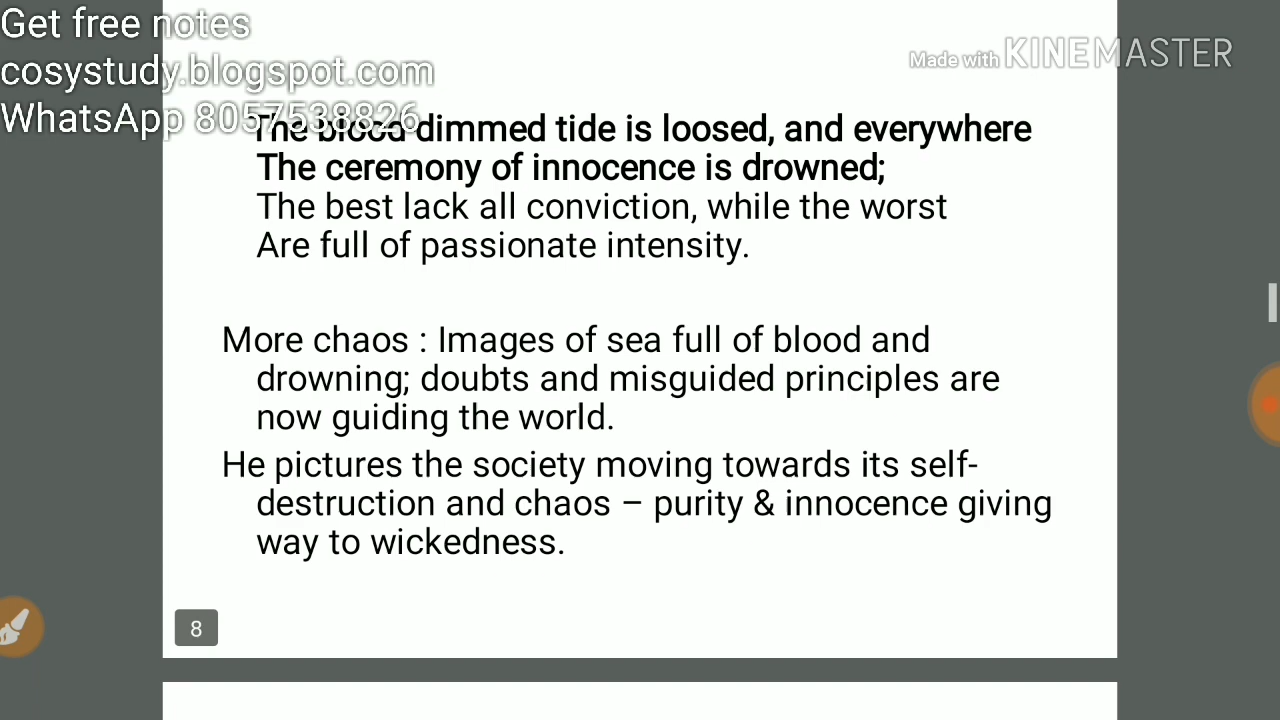 Get free notes
Made with KINEMASTER
cosystudy.blogspot.com
WhatsApp 8057538826
The blood dimmed tide is loosed, and everywhere
The ceremony of innocence is drowned;
The best lack all conviction, while the worst
Are full of passionate intensity.
More chaos : Images of sea full of blood and
drowning; doubts and misguided principles are
now guiding the world.
He pictures the society moving towards its self-
destruction and chaos – purity & innocence giving
way to wickedness.
8